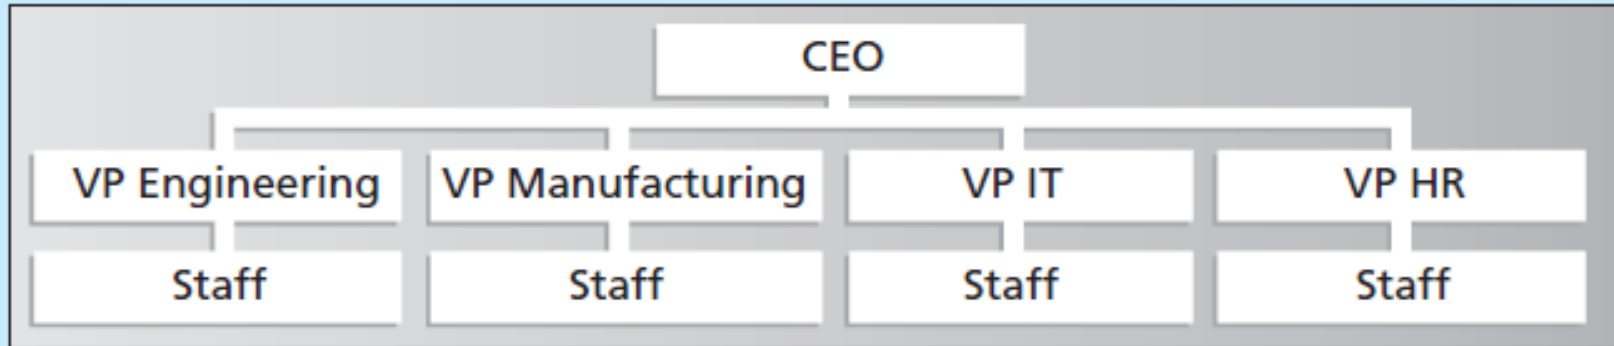 CEO
VP Engineering VP Manufacturing VP IT VP HR
Staff Staff Staff Staff